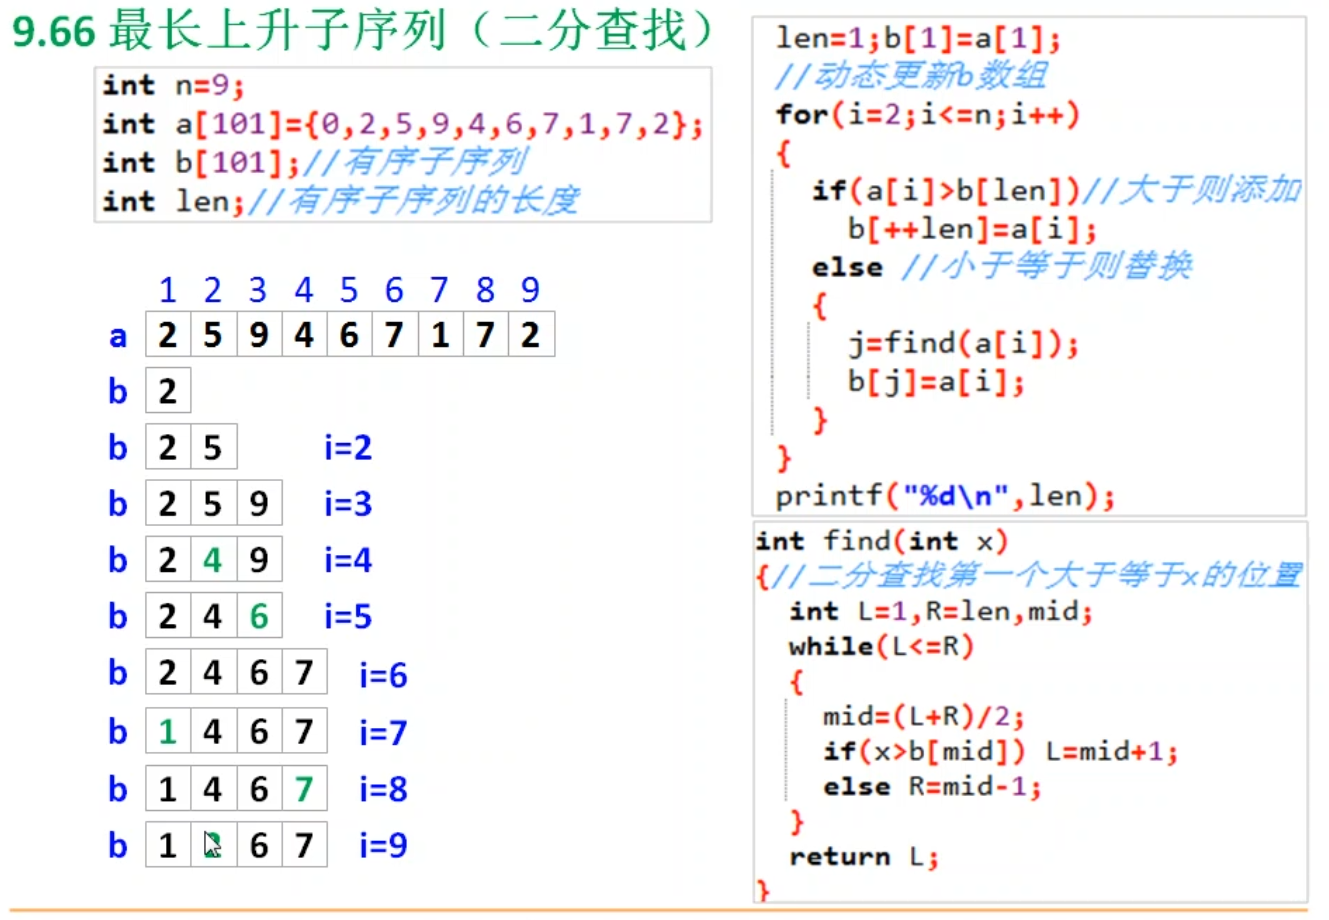 9.66 最长上升子序列（二分查找）
int n=9;
int a[101]={0,2,5,9,4,6,7,1,7,2};
int b[101];//有序子序列
int len;//有序子序列的长度
1 2 3 4 5 6 7 8 9
a 2 5 9 4 6 7 1 7 2
b 2
b 2 5 i=2
b 2 5 9 i=3
b 2 4 9 i=4
b 2 4 6 i=5
b 2 4 6 7 i=6
b 1 4 6 7 i=7
b 1 4 6 7 i=8
b 1 6 7 i=9
len=1;b[1]=a[1];
//动态更新b数组
for(i=2;i<=n;i++)
{
if(a[i]>b[len])//大于则添加
b[++len]=a[i];
else //小于等于则替换
{
j=find(a[i]);
b[j]=a[i];
}
}
printf("%d\n",len);
int find(int x)
{//二分查找第一个大于等于x的位置
int L=1,R=len,mid;
while(L<=R)
{
mid=(L+R)/2;
if(x>b[mid]) L=mid+1;
else R=mid-1;
}
return L;
}